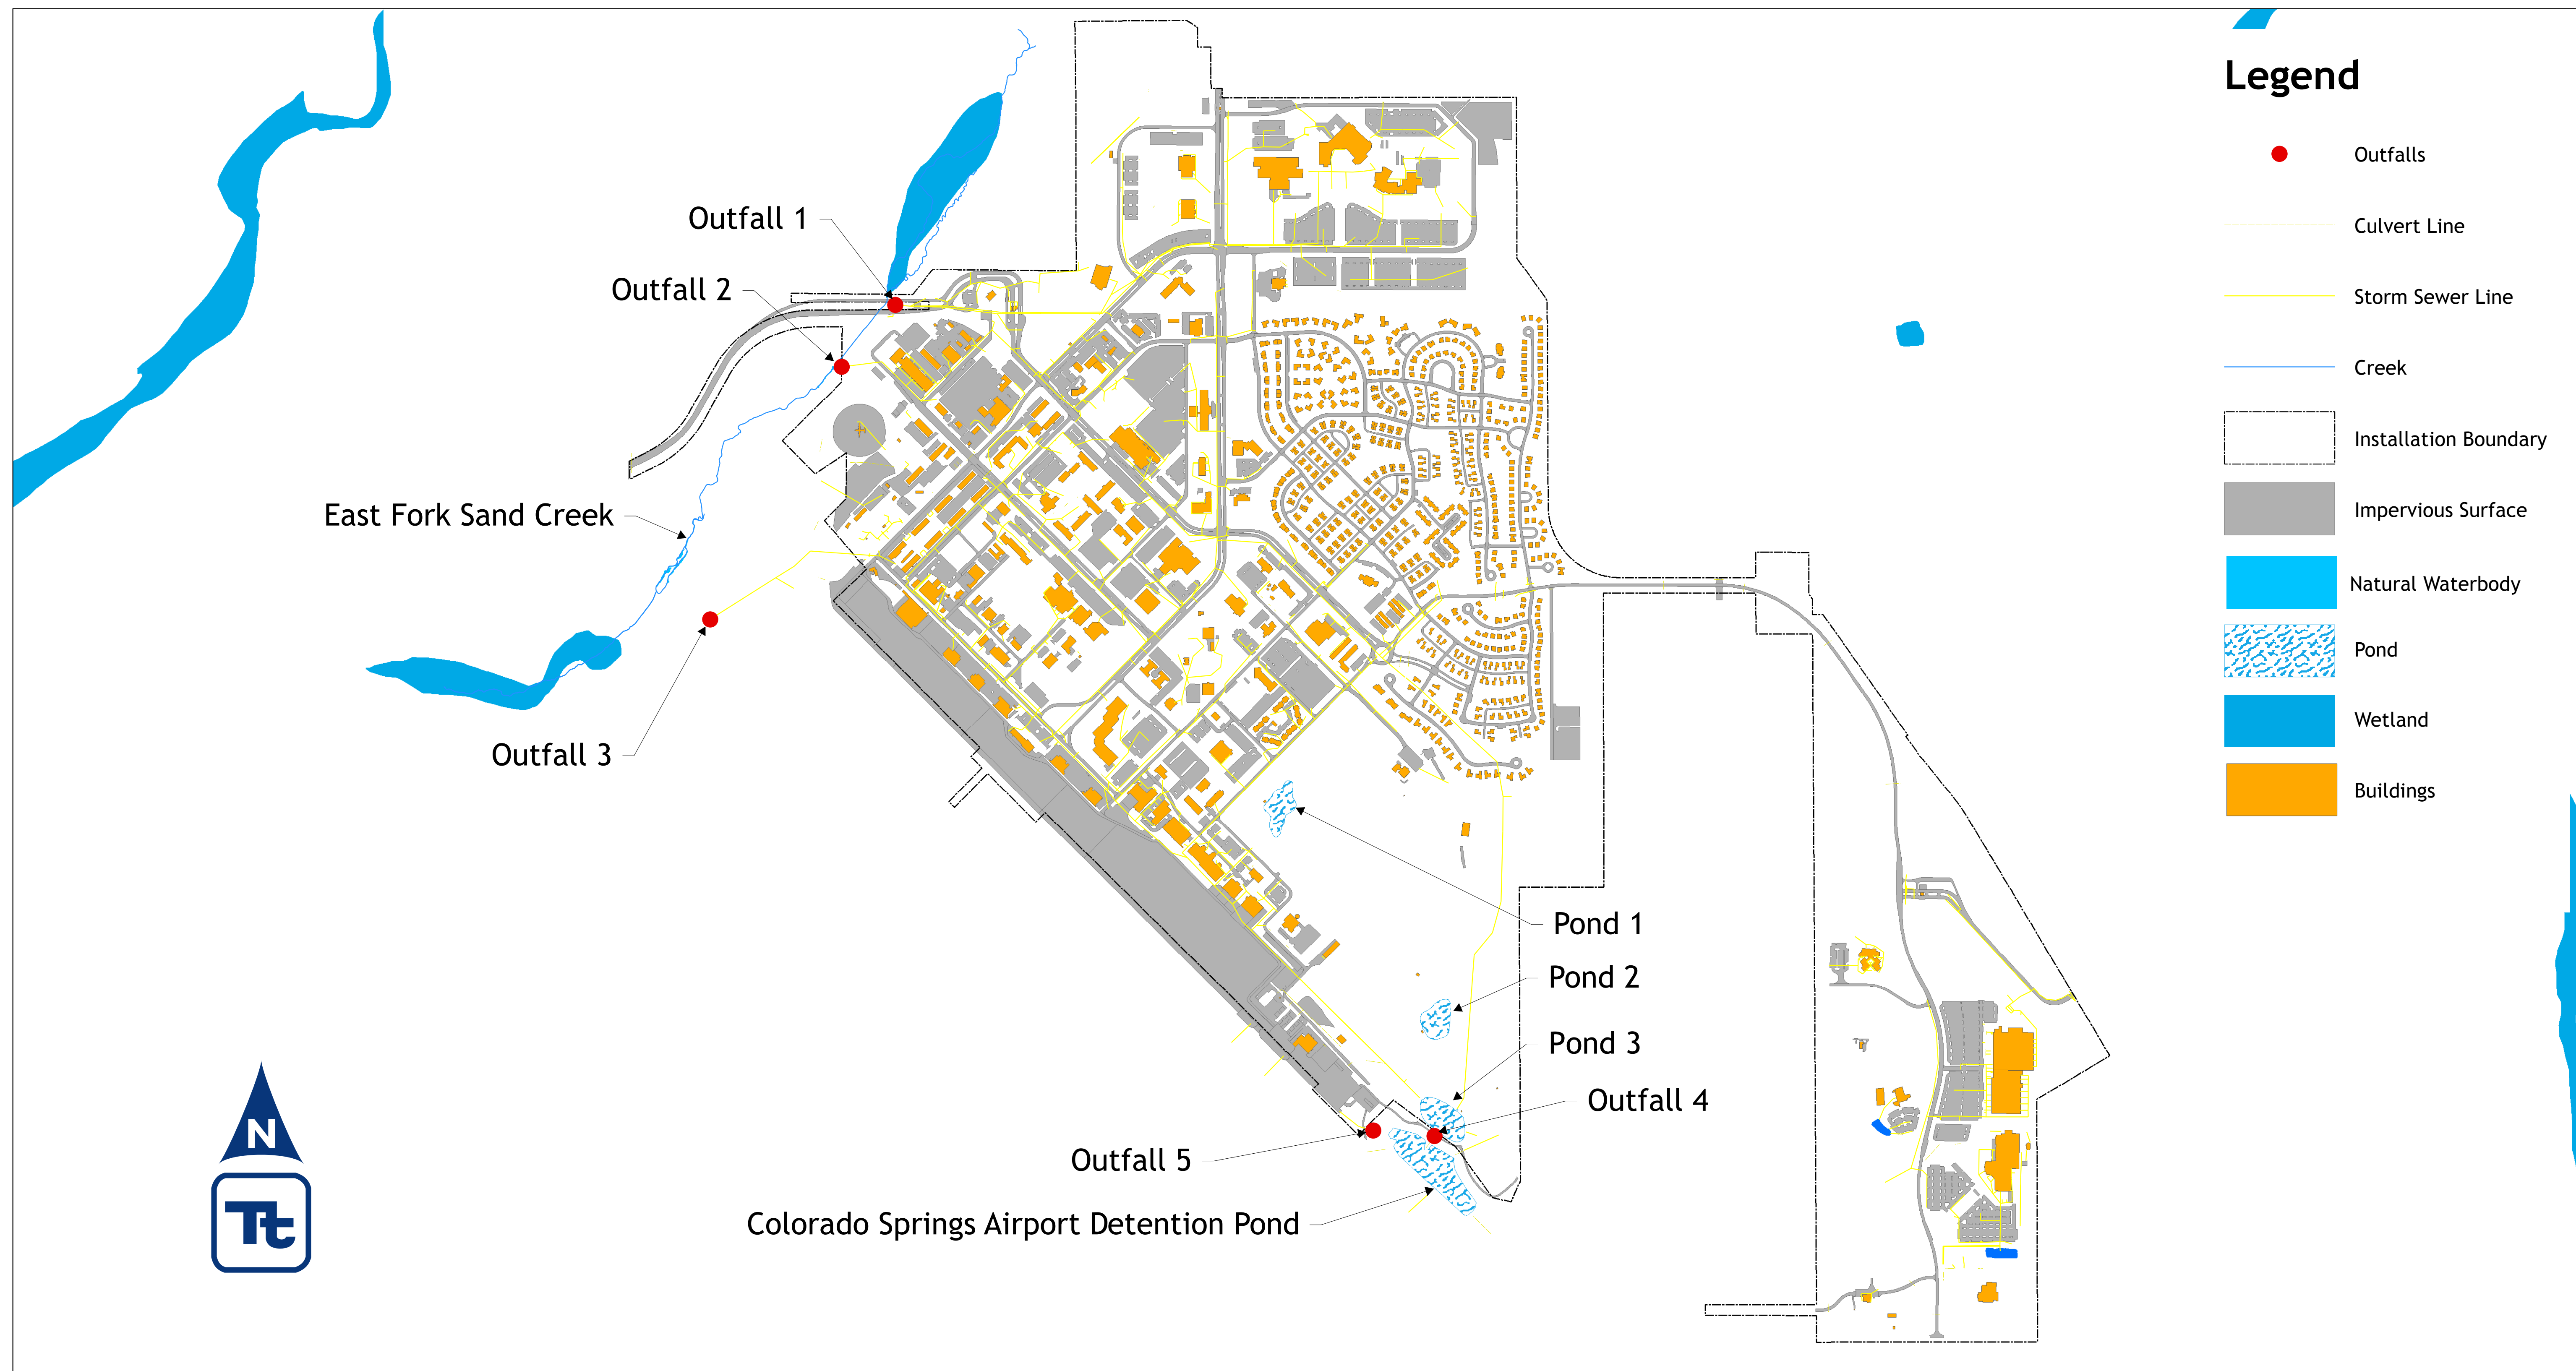 Legend
Outfalls
Culvert Line
Storm Sewer Line
Creek
Installation Boundary
Impervious Surface
Natural Waterbody
Pond
Wetland
Buildings
Outfall 1
Outfall 2
East Fork Sand Creek
Outfall 3
Pond 1
Pond 2
Pond 3
Outfall 4
Outfall 5
Colorado Springs Airport Detention Pond
N
Tt